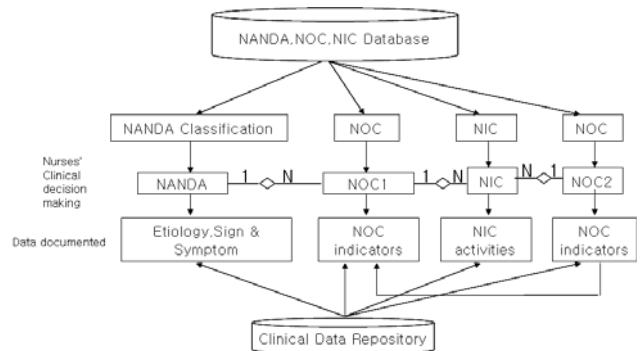 NANDA,NOC,NIC Database
NANDA Classification
NOC
NIC
NOC
Nurses'
Clinical
decision
making
NANDA
1
N
NOC1
1
N
NIC
N
1
NOC2
Data documented
Etiology,Sign &
Symptom
NOC
indicators
NIC
activities
NOC
indicators
Clinical Data Repository